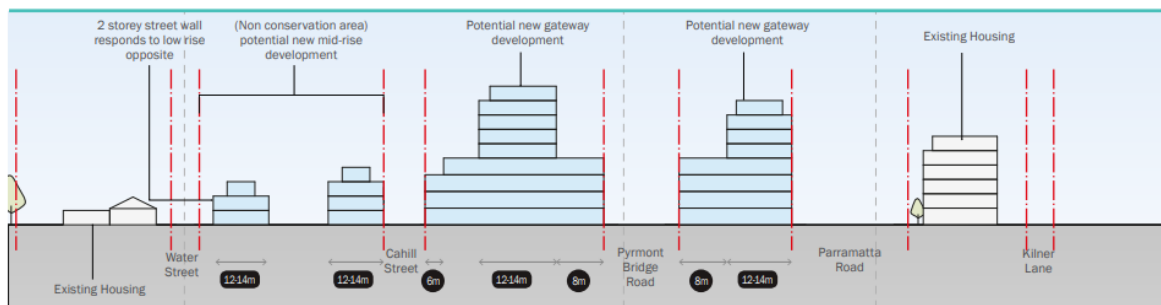 2 storey street wall
responds to low rise
opposite
(Non conservation area)
potential new mid-rise
development
Potential new gateway
development
Potential new gateway
development
Existing Housing
Water
Street
Cahill
Street
Pyrmont
Bridge
Road
Parramatta
Road
Kilner
Lane
12-14m
12-14m
6m
12-14m
8m
8m
12-14m
Existing Housing